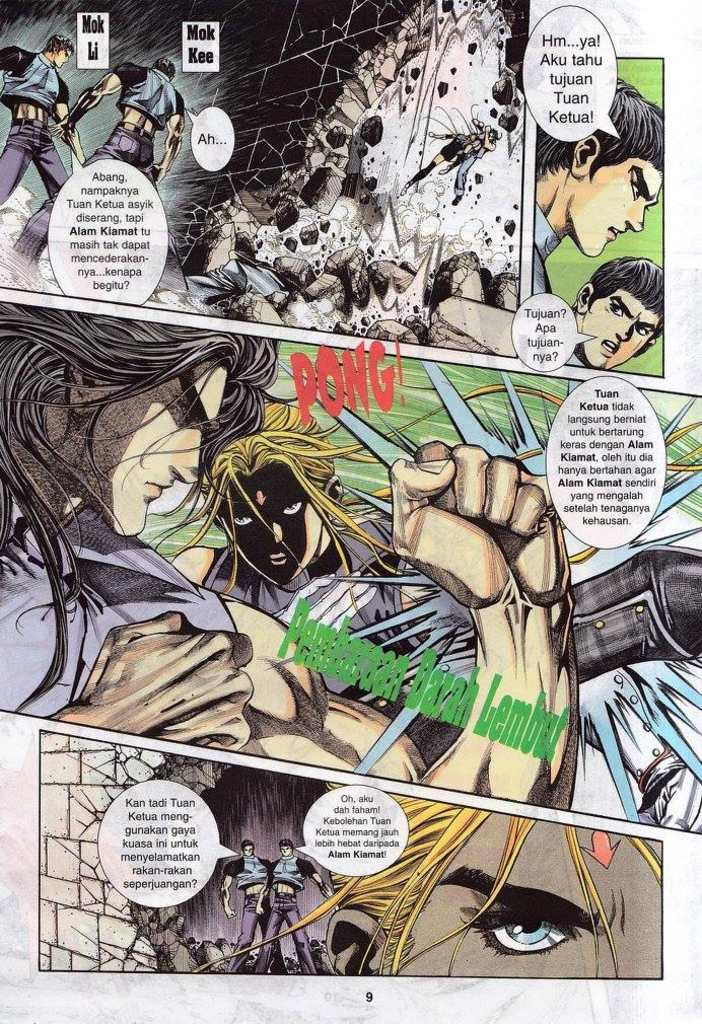 Mok
Li
Mok
Kee
Ah...
Abang,
nampaknya
Tuan Ketua asyik
diserang, tapi
Alam Kiamat tu
masih tak dapat
mencederakan-
nya...kenapa
begitu?
Hm...ya!
Aku tahu
tujuan
Tuan
Ketua!
Tujuan?
Apa
tujuan-
nya?
PONG!
Tuan
Ketua tidak
langsung berniat
untuk bertarung
keras dengan Alam
Kiamat, oleh itu dia
hanya bertahan agar
Alam Kiamat sendiri
yang mengalah
setelah tenaganya
kehausan.
Pembaruan Darah Lembut
Kan tadi Tuan
Ketua meng-
gunakan gaya
kuasa ini untuk
menyelamatkan
rakan-rakan
seperjuangan?
Oh, aku
dah faham!
Kebolehan Tuan
Ketua memang jauh
lebih hebat daripada
Alam Kiamat!
9